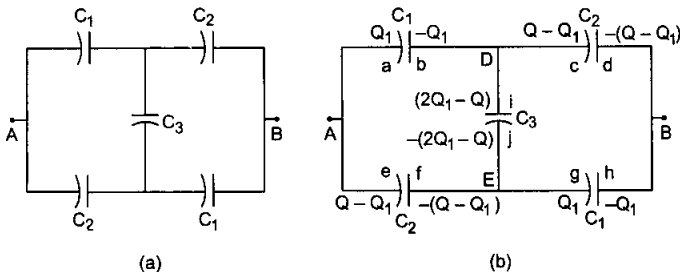 C₁
C₂
A
C₃
B
C₂
C₁
(a)
C₁
Q₁
–Q₁
a
b
D
C₂
Q – Q₁
–(Q – Q₁)
c
d
A
(2Q₁ – Q)
i
C₃
–(2Q₁ – Q)
j
B
e
f
E
g
h
Q – Q₁
–(Q – Q₁)
C₂
Q₁
–Q₁
C₁
(b)